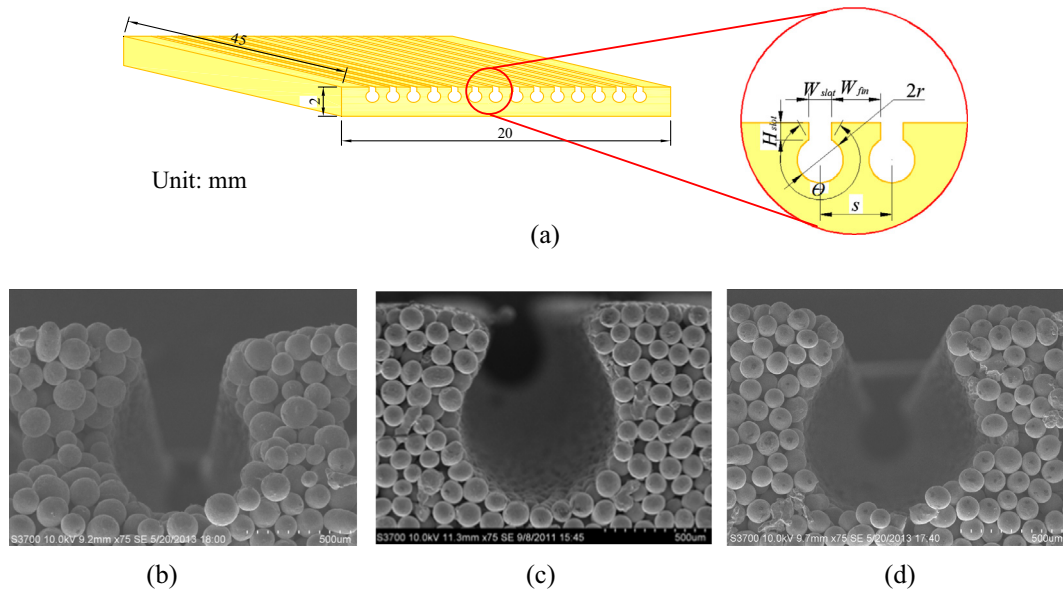 45
2
20
Unit: mm
W slot
W fin
2r
H slot
Θ
s
(a)
S3700 10.0kV 9.2mm x75 SE 5/20/2013 18:00
500um
S3700 10.0kV 11.3mm x75 SE 9/8/2011 15:45
500um
S3700 10.0kV 9.7mm x75 SE 5/20/2013 17:40
500um
(b)
(c)
(d)